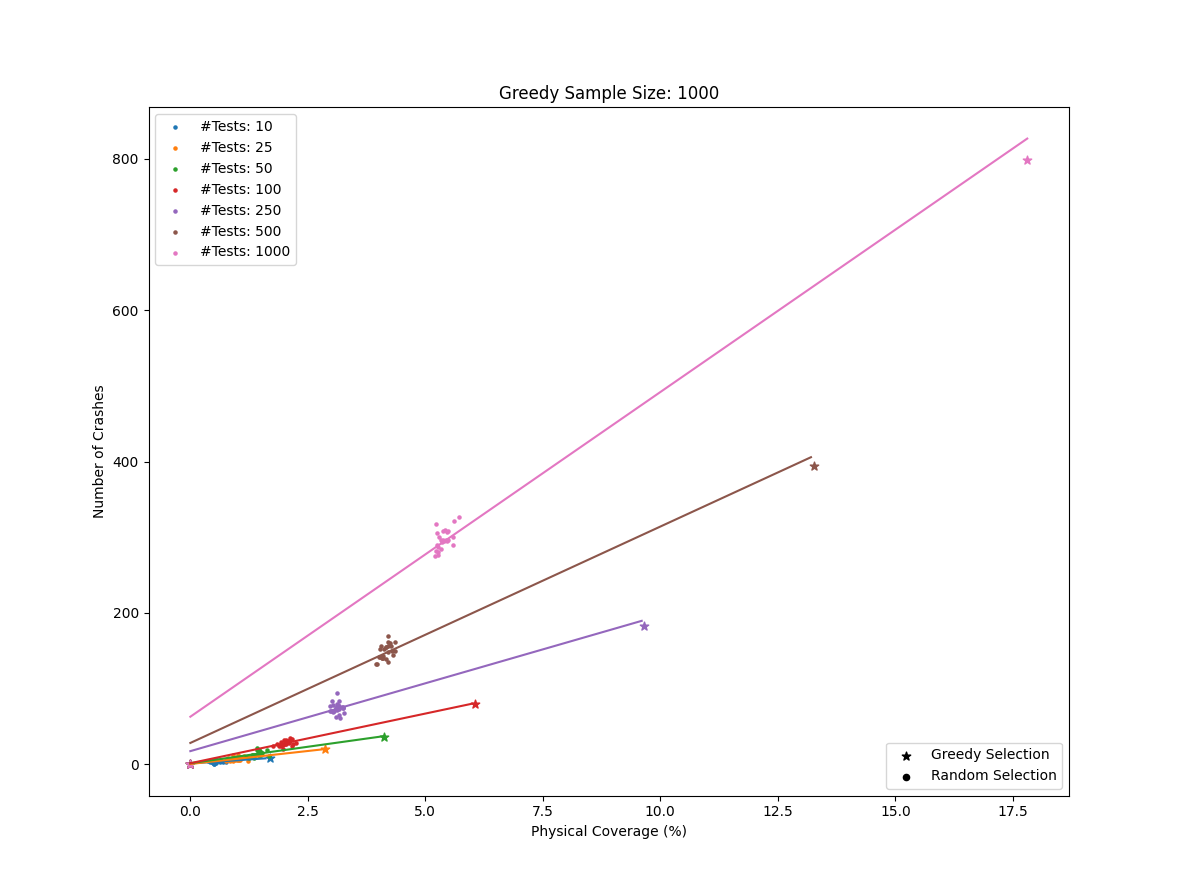 Greedy Sample Size: 1000
#Tests: 10
#Tests: 25
#Tests: 50
#Tests: 100
#Tests: 250
#Tests: 500
#Tests: 1000
800
600
400
200
0
Number of Crashes
Greedy Selection
Random Selection
0.0 2.5 5.0 7.5 10.0 12.5 15.0 17.5
Physical Coverage (%)